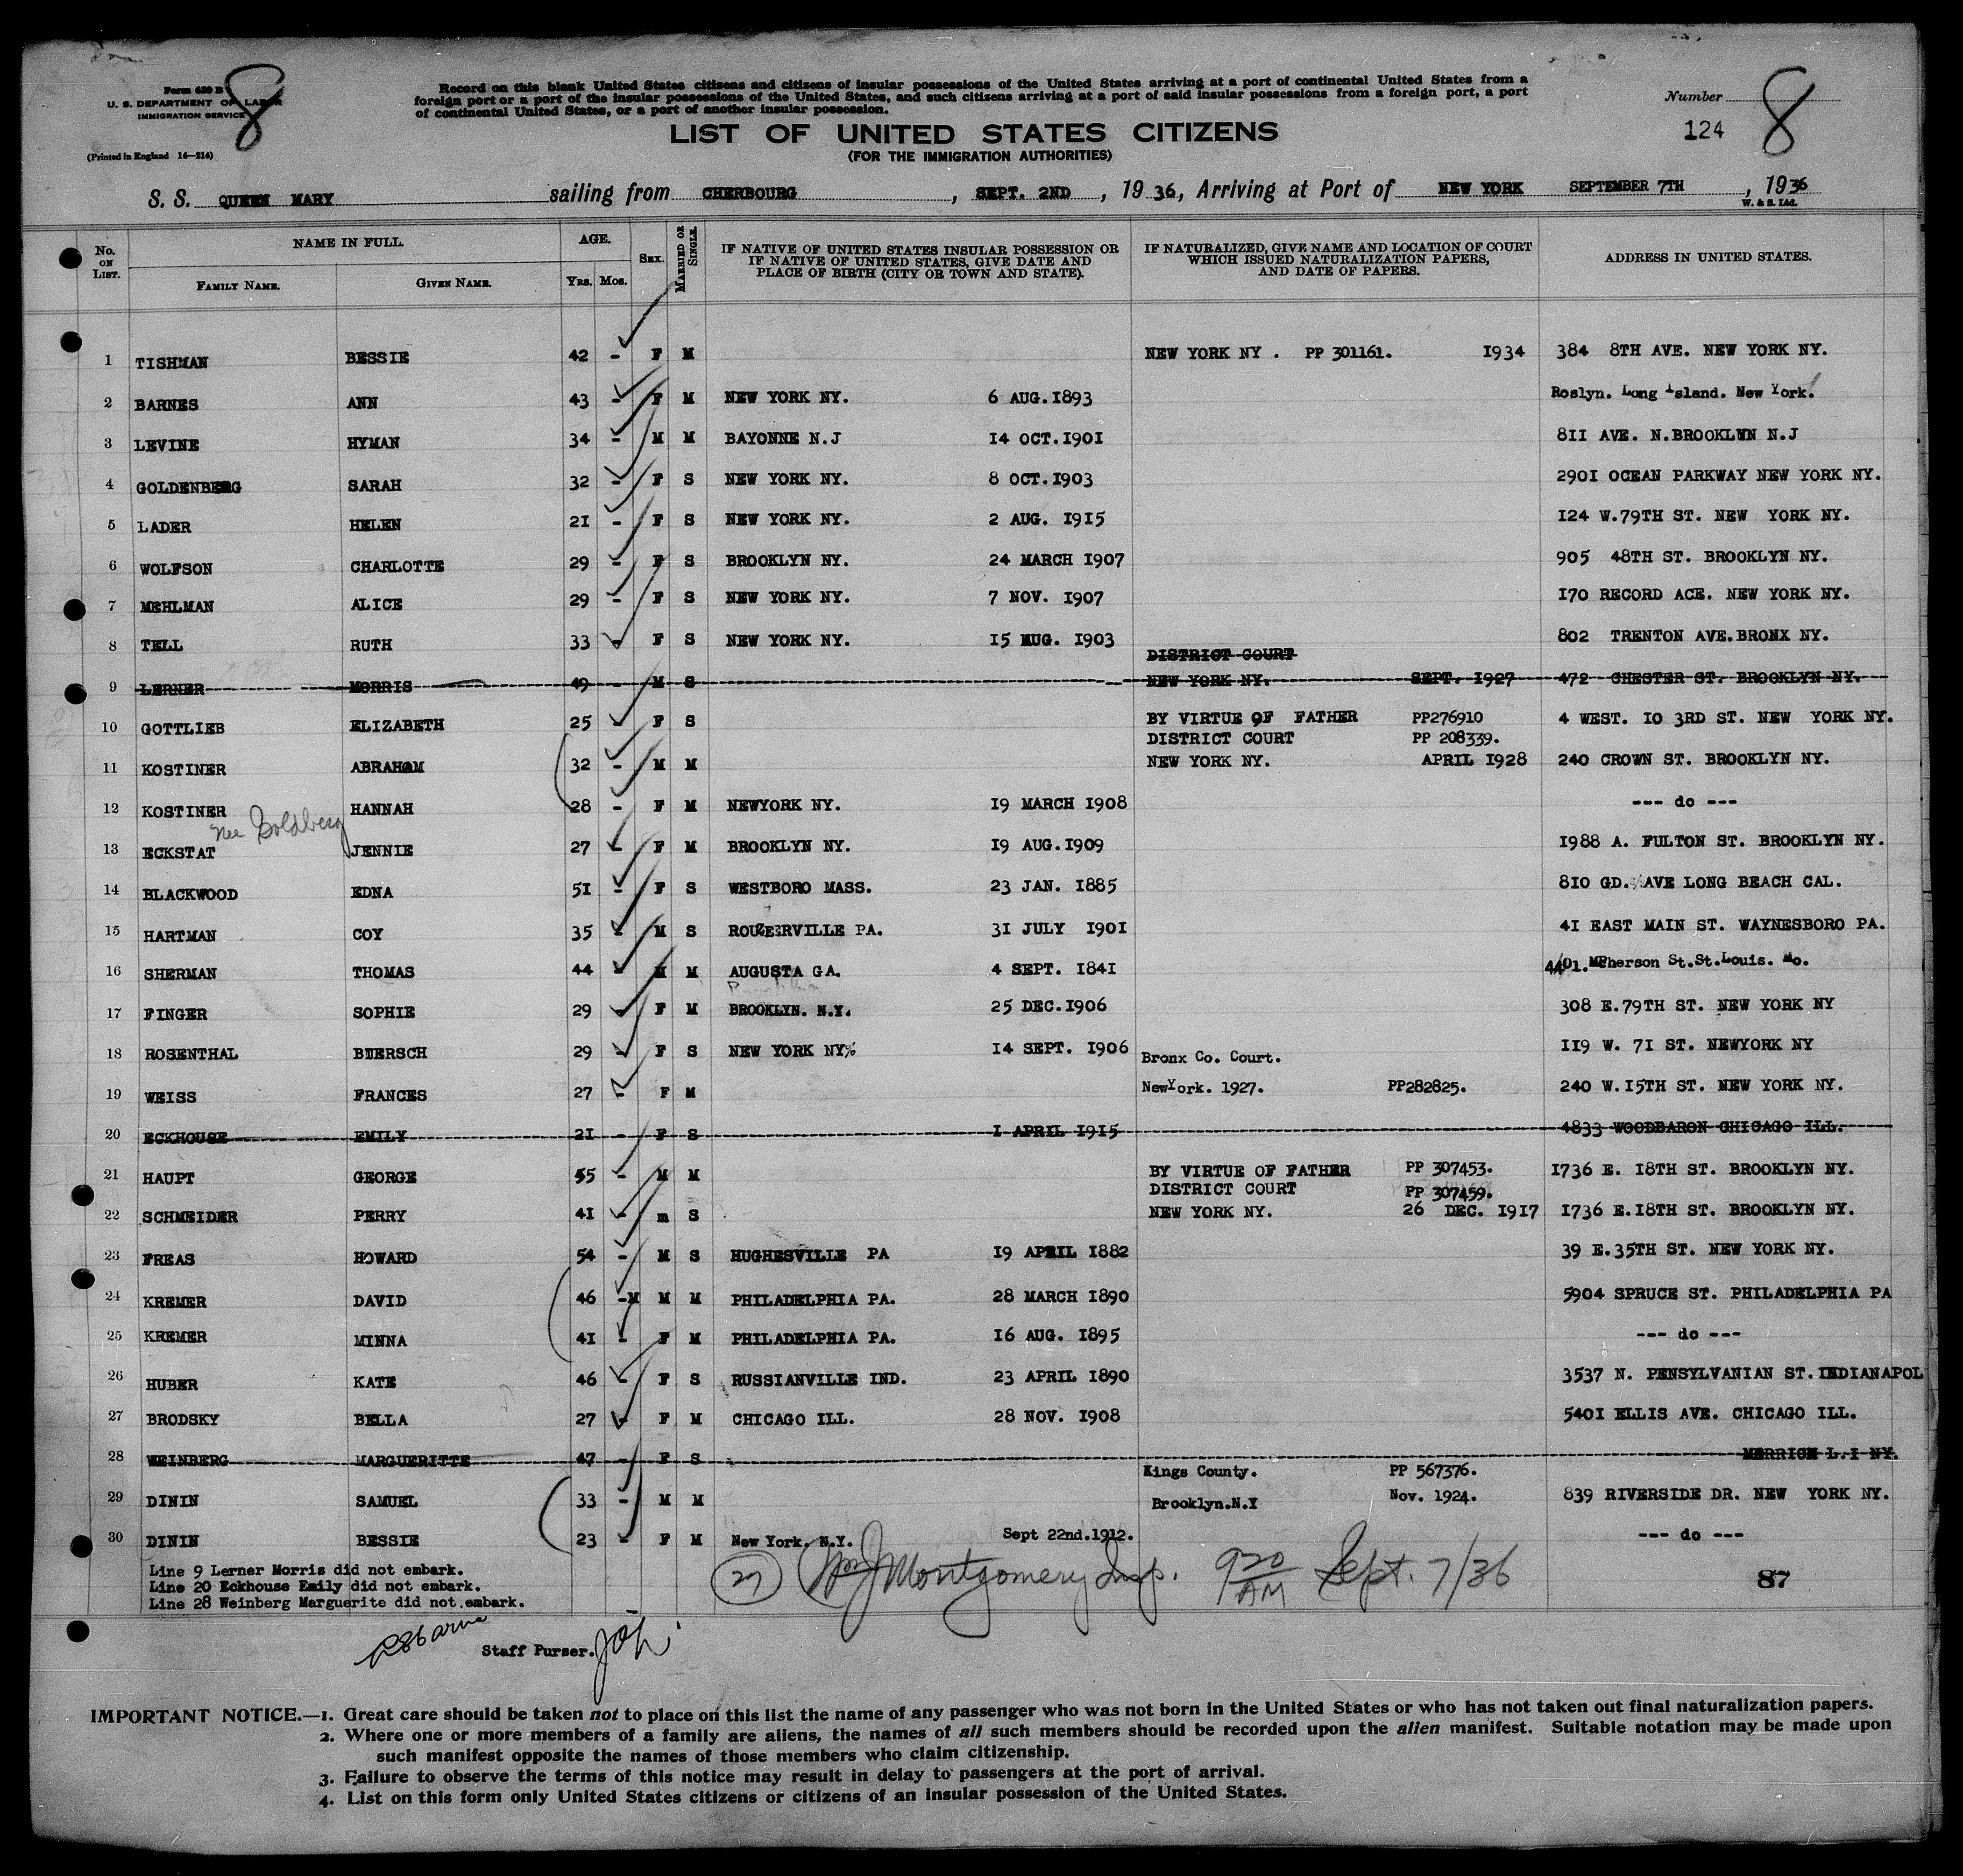 Form 630 B
U. S. DEPARTMENT OF LABOR
IMMIGRATION SERVICE
8
(Printed in England 14—214)
Record on this blank United States citizens and citizens of insular possessions of the United States arriving at a port of continental United States from a
foreign port or a port of the insular possessions of the United States, and such citizens arriving at a port of said insular possessions from a foreign port, a port
of continental United States, or a port of another insular possession.
LIST OF UNITED STATES CITIZENS
(FOR THE IMMIGRATION AUTHORITIES)
Number 8
124
S. S. QUEEN MARY sailing from CHERBOURG, SEPT. 2ND, 19 36, Arriving at Port of NEW YORK SEPTEMBER 7TH, 1936
W. & S. Ltd.
No. ON LIST. NAME IN FULL. AGE. SEX. MARRIED OR SINGLE. IF NATIVE OF UNITED STATES INSULAR POSSESSION OR IF NATIVE OF UNITED STATES, GIVE DATE AND PLACE OF BIRTH (CITY OR TOWN AND STATE). IF NATURALIZED, GIVE NAME AND LOCATION OF COURT WHICH ISSUED NATURALIZATION PAPERS, AND DATE OF PAPERS. ADDRESS IN UNITED STATES.
FAMILY NAME. GIVEN NAME. YRS. MOS.
1 TISHMAN BESSIE 42 - F M NEW YORK NY . PP 301161. 1934 384 8TH AVE. NEW YORK NY.
2 BARNES ANN 43 - F M NEW YORK NY. 6 AUG.1893 Roslyn. Long Island. New York.
3 LEVINE HYMAN 34 - M M BAYONNE N.J 14 OCT.1901 811 AVE. N.BROOKLYN N.J
4 GOLDENBERG SARAH 32 - F S NEW YORK NY. 8 OCT.1903 2901 OCEAN PARKWAY NEW YORK NY.
5 LADER HELEN 21 - F S NEW YORK NY. 2 AUG. 1915 124 W.79TH ST. NEW YORK NY.
6 WOLFSON CHARLOTTE 29 - F S BROOKLYN NY. 24 MARCH 1907 905 48TH ST. BROOKLYN NY.
7 MEHLMAN ALICE 29 - F S NEW YORK NY. 7 NOV. 1907 170 RECORD ACE. NEW YORK NY.
8 TELL RUTH 33 - F S NEW YORK NY. 15 MUG. 1903 802 TRENTON AVE.BRONX NY.
DISTRICT COURT
9 LERNER MORRIS 49 M S NEW YORK NY. SEPT. 1927 472 CHESTER ST. BROOKLYN NY.
10 GOTTLIEB ELIZABETH 25 - F S BY VIRTUE OF FATHER PP276910 4 WEST. 10 3RD ST. NEW YORK NY.
DISTRICT COURT PP 208339.
11 KOSTINER ABRAHAM 32 - M M NEW YORK NY. APRIL 1928 240 CROWN ST. BROOKLYN NY.
12 KOSTINER HANNAH 28 - F M NEWYORK NY. 19 MARCH 1908 --- do ---
nee Goldberg
13 ECKSTAT JENNIE 27 - F M BROOKLYN NY. 19 AUG.1909 1988 A. FULTON ST. BROOKLYN NY.
14 BLACKWOOD EDNA 51 - F S WESTBORO MASS. 23 JAN. 1885 810 GD. AVE LONG BEACH CAL.
15 HARTMAN COY 35 - M S ROUZERVILLE PA. 31 JULY 1901 41 EAST MAIN ST. WAYNESBORO PA.
16 SHERMAN THOMAS 44 - M M AUGUSTA GA. 4 SEPT. 1841 4401. McPherson St.St.Louis. Mo.
17 FINGER SOPHIE 29 - F M BROOKLYN. N.Y. 25 DEC.1906 308 E.79TH ST. NEW YORK NY
18 ROSENTHAL BUERSCH 29 - F S NEW YORK NY% 14 SEPT. 1906 119 W. 71 ST. NEWYORK NY
Bronx Co. Court.
19 WEISS FRANCES 27 - F M NewYork. 1927. PP282825. 240 W.15TH ST. NEW YORK NY.
20 ECKHOUSE EMILY 21 - F S 1 APRIL 1915 4833 WOODBARON CHICAGO ILL.
21 HAUPT GEORGE 55 - M M BY VIRTUE OF FATHER PP 307453. 1736 E. 18TH ST. BROOKLYN NY.
DISTRICT COURT PP 307459.
22 SCHNEIDER PERRY 41 - m S NEW YORK NY. 26 DEC. 1917 1736 E.18TH ST. BROOKLYN NY.
23 FREAS HOWARD 54 - M S HUGHESVILLE PA 19 APRIL 1882 39 E.35TH ST. NEW YORK NY.
24 KREMER DAVID 46 -M M M PHILADELPHIA PA. 28 MARCH 1890 5904 SPRUCE ST. PHILADELPHIA PA
25 KREMER MINNA 41 - F M PHILADELPHIA PA. 16 AUG. 1895 --- do ---
26 HUBER KATE 46 - F S RUSSIANVILLE IND. 23 APRIL 1890 3537 N. PENSYLVANIAN ST.INDIANAPOL
27 BRODSKY BELLA 27 - F M CHICAGO ILL. 28 NOV. 1908 5401 ELLIS AVE. CHICAGO ILL.
28 WEINBERG MARGUERITTE 47 - F S MERRICK L.I NY.
Kings County. PP 567376.
29 DININ SAMUEL 33 - M M Brooklyn.N.Y Nov. 1924. 839 RIVERSIDE DR. NEW YORK NY.
30 DININ BESSIE 23 - F M New York. N.Y. Sept 22nd.1912. --- do ---
Line 9 Lerner Morris did not embark.
Line 20 Eckhouse Emily did not embark.
Line 28 Weinberg Marguerite did not.embark.
27 Wm J Montgomery Insp. 9 20 AM Sept. 7/36
87
Staff Purser.
IMPORTANT NOTICE.—1. Great care should be taken not to place on this list the name of any passenger who was not born in the United States or who has not taken out final naturalization papers.
2. Where one or more members of a family are aliens, the names of all such members should be recorded upon the alien manifest. Suitable notation may be made upon
such manifest opposite the names of those members who claim citizenship.
3. Failure to observe the terms of this notice may result in delay to passengers at the port of arrival.
4. List on this form only United States citizens or citizens of an insular possession of the United States.